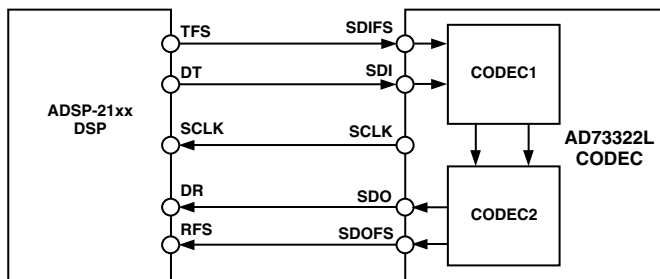 TFS
SDIFS
DT
SDI
CODEC1
ADSP-21xx
DSP
SCLK
SCLK
AD73322L
CODEC
DR
SDO
CODEC2
RFS
SDOFS